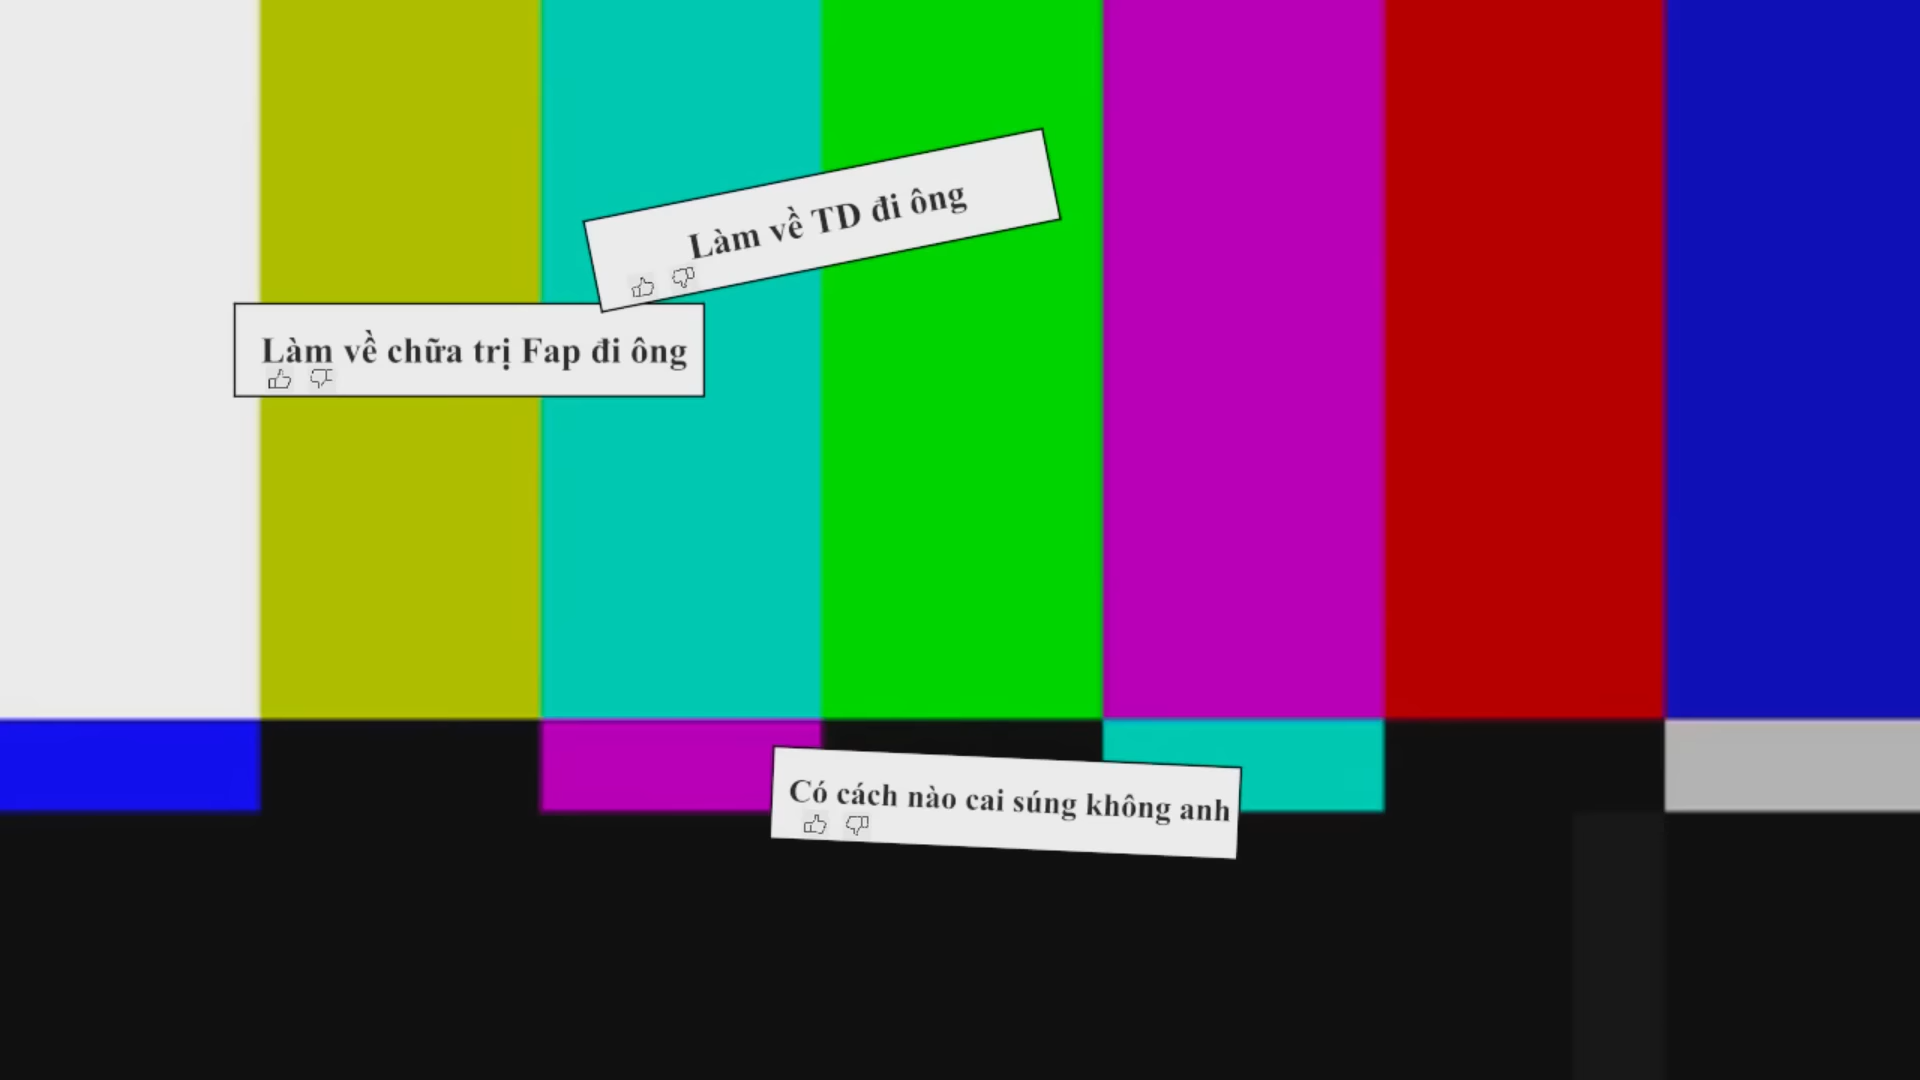 Làm về TD đi ông
Làm về chữa trị Fap đi ông
Có cách nào cai súng không anh